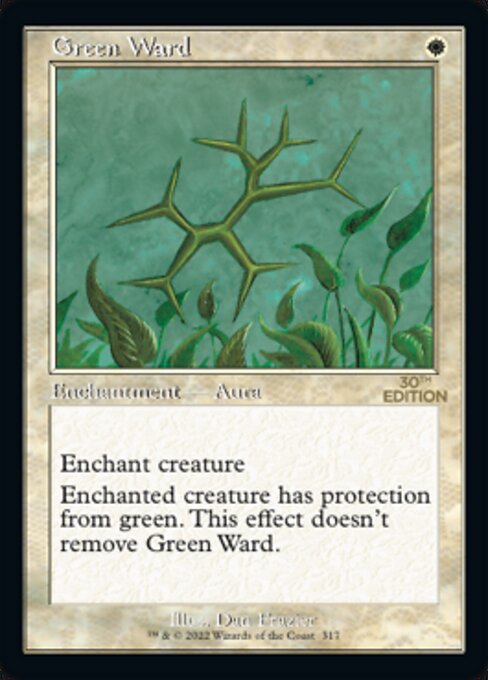 Green Ward
Enchantment — Aura
30TH
EDITION
Enchant creature
Enchanted creature has protection
from green. This effect doesn't
remove Green Ward.
Illus. Dan Frazier
™ & © 2022 Wizards of the Coast 317